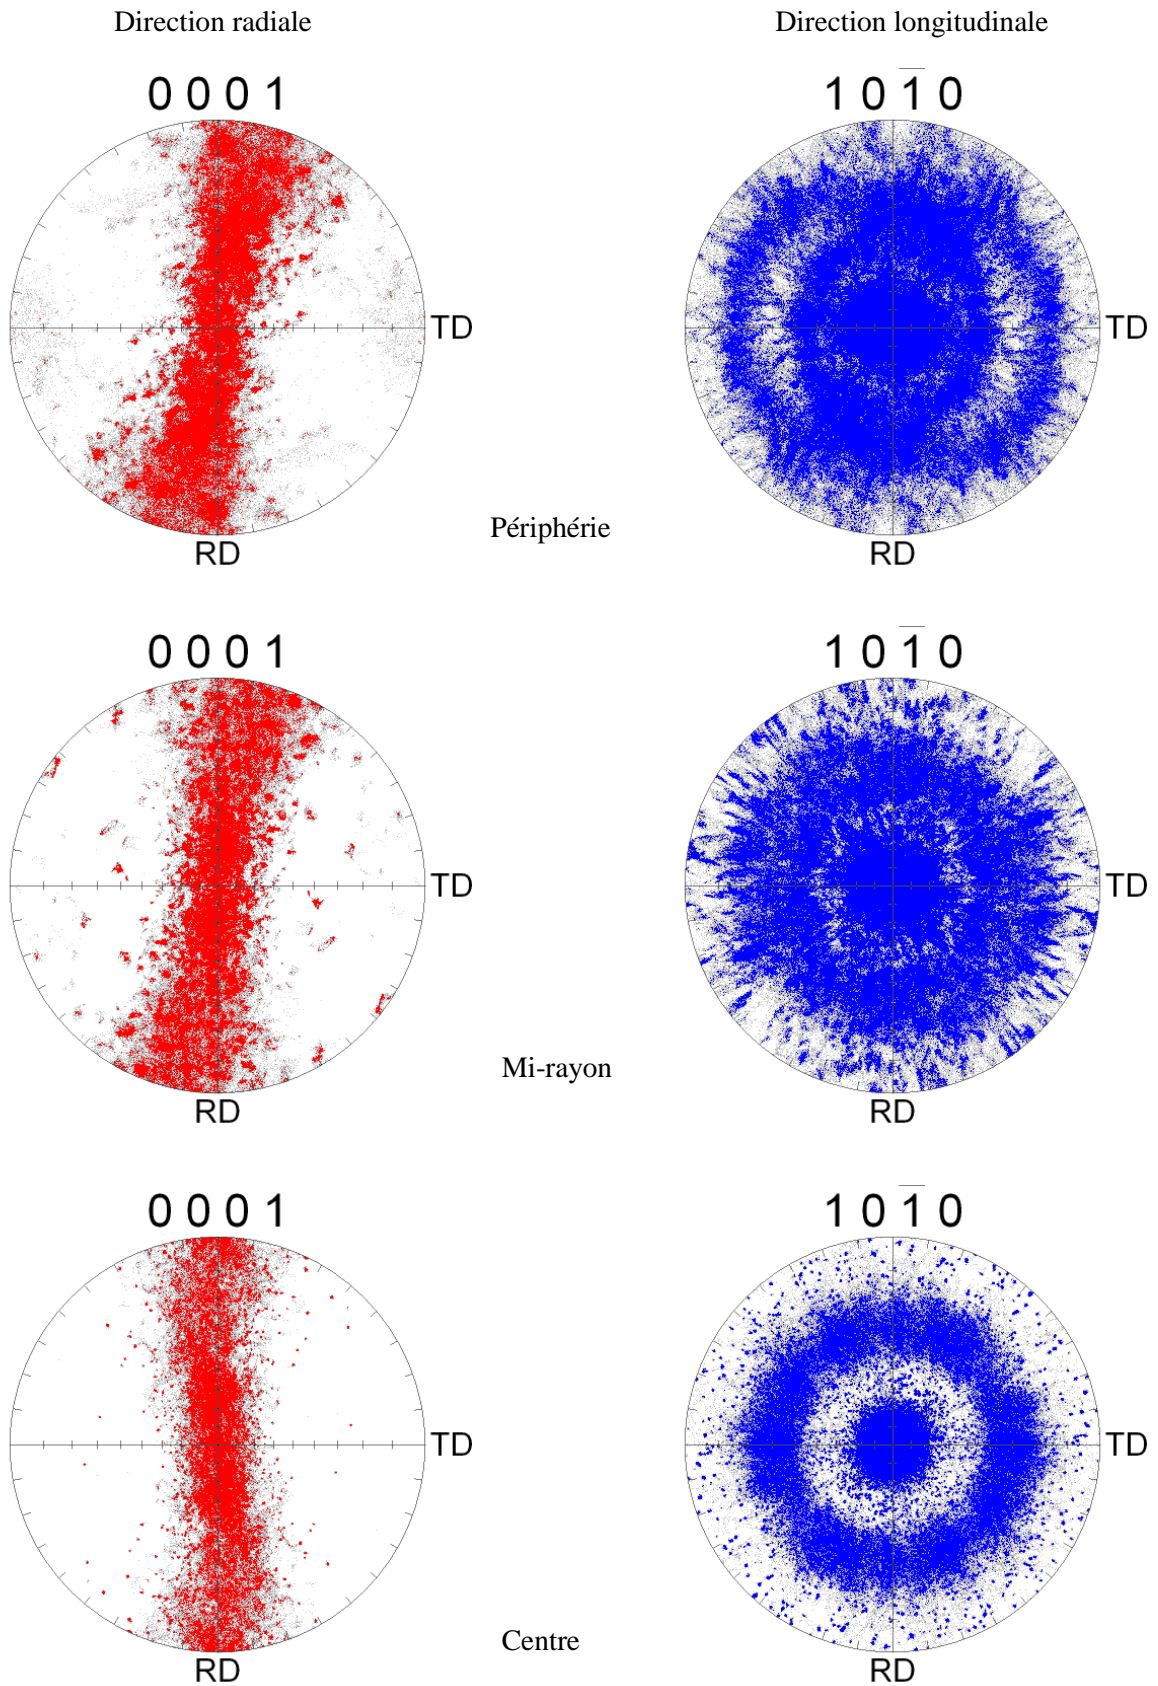 Direction radiale Direction longitudinale
0 0 0 1 1 0 1̅ 0
TD TD
Périphérie
RD RD
0 0 0 1 1 0 1̅ 0
TD TD
Mi-rayon
RD RD
0 0 0 1 1 0 1̅ 0
TD TD
Centre
RD RD